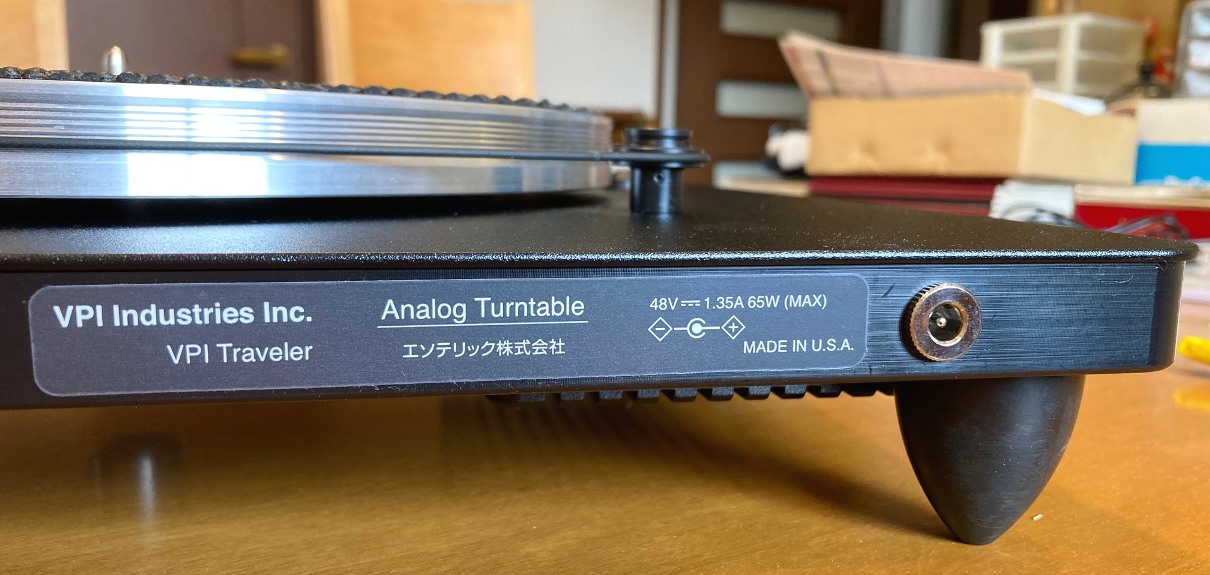 VPI Industries Inc.
VPI Traveler
Analog Turntable
エソテリック株式会社
48V⎓1.35A 65W (MAX)
MADE IN U.S.A.